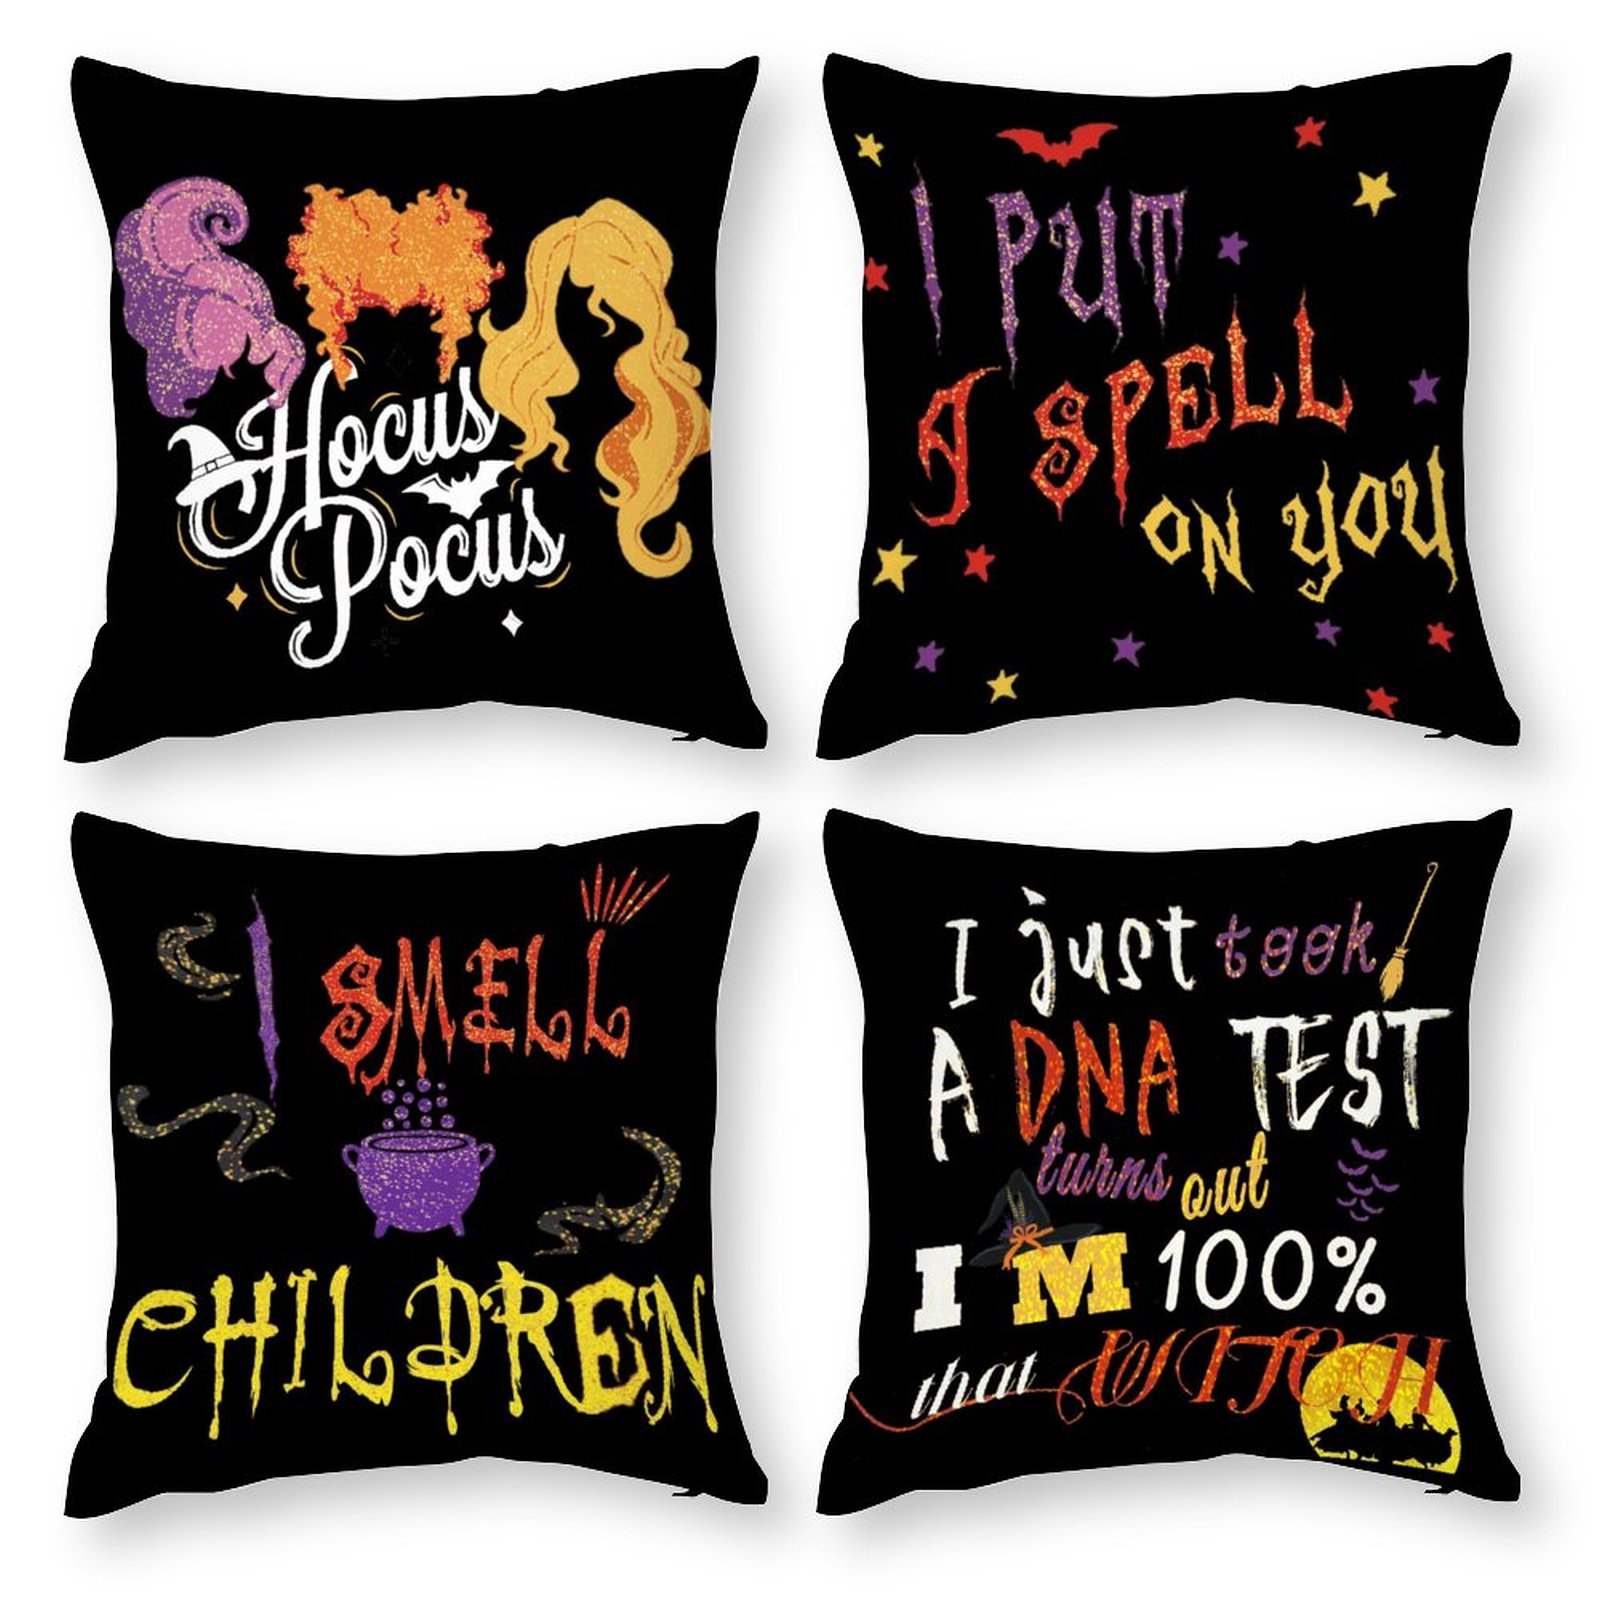 Hocus
Pocus
I PUT
A SPELL
ON YOU
I SMELL
CHILDREN
I just took
A DNA TEST
turns out
I M 100%
that WITCH